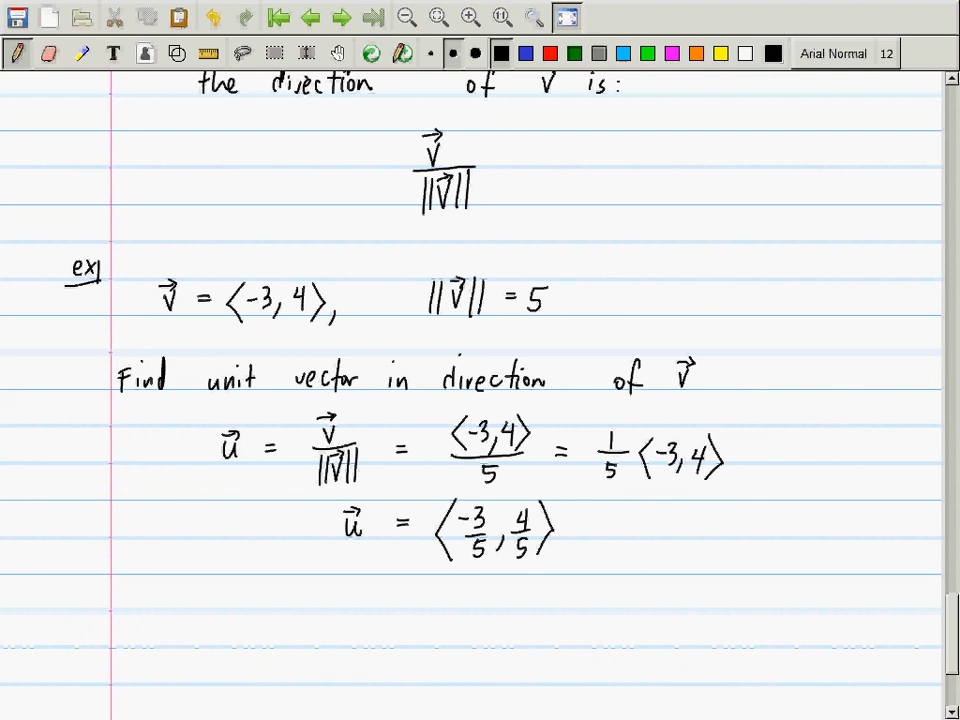 Arial Normal 12
the direction of v is:
v⃗ / ||v⃗||
ex|
v⃗ = ⟨-3, 4⟩, ||v⃗|| = 5
Find unit vector in direction of v⃗
u⃗ = v⃗ / ||v⃗|| = ⟨-3, 4⟩ / 5 = 1/5 ⟨-3, 4⟩
u⃗ = ⟨-3/5, 4/5⟩